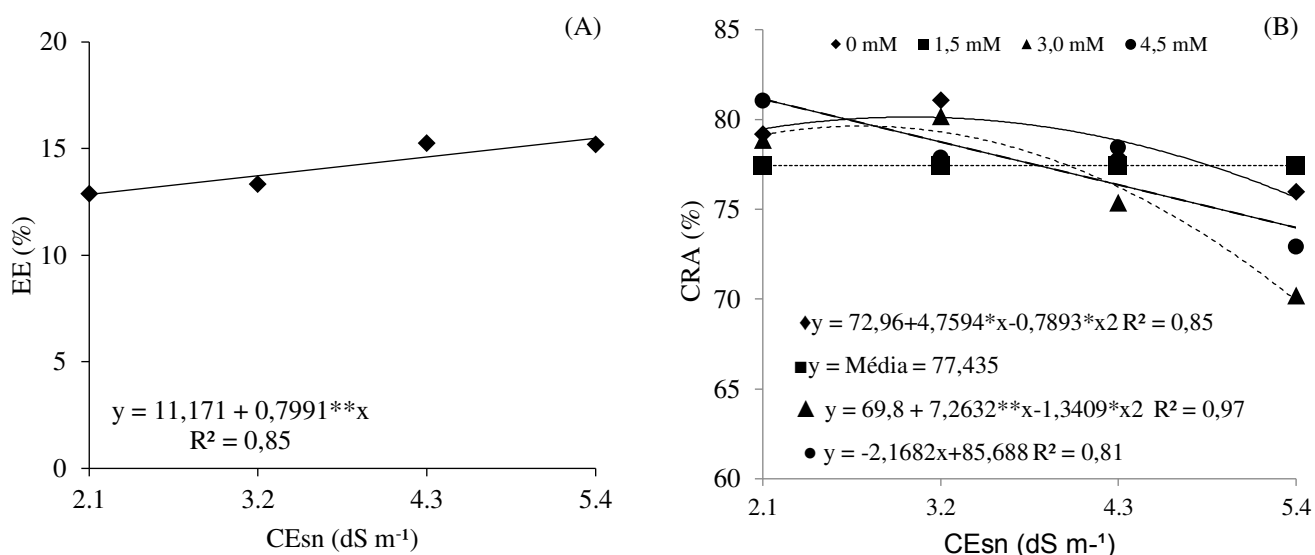 (A)
20
15
10
5
0
EE (%)
y = 11,171 + 0,7991**x
R² = 0,85
2.1 3.2 4.3 5.4
CEsn (dS m-¹)
(B)
0 mM 1,5 mM 3,0 mM 4,5 mM
85
80
75
70
65
60
CRA (%)
y = 72,96+4,7594*x-0,7893*x2 R² = 0,85
y = Média = 77,435
y = 69,8 + 7,2632**x-1,3409*x2 R² = 0,97
y = -2,1682x+85,688 R² = 0,81
2.1 3.2 4.3 5.4
CEsn (dS m-¹)